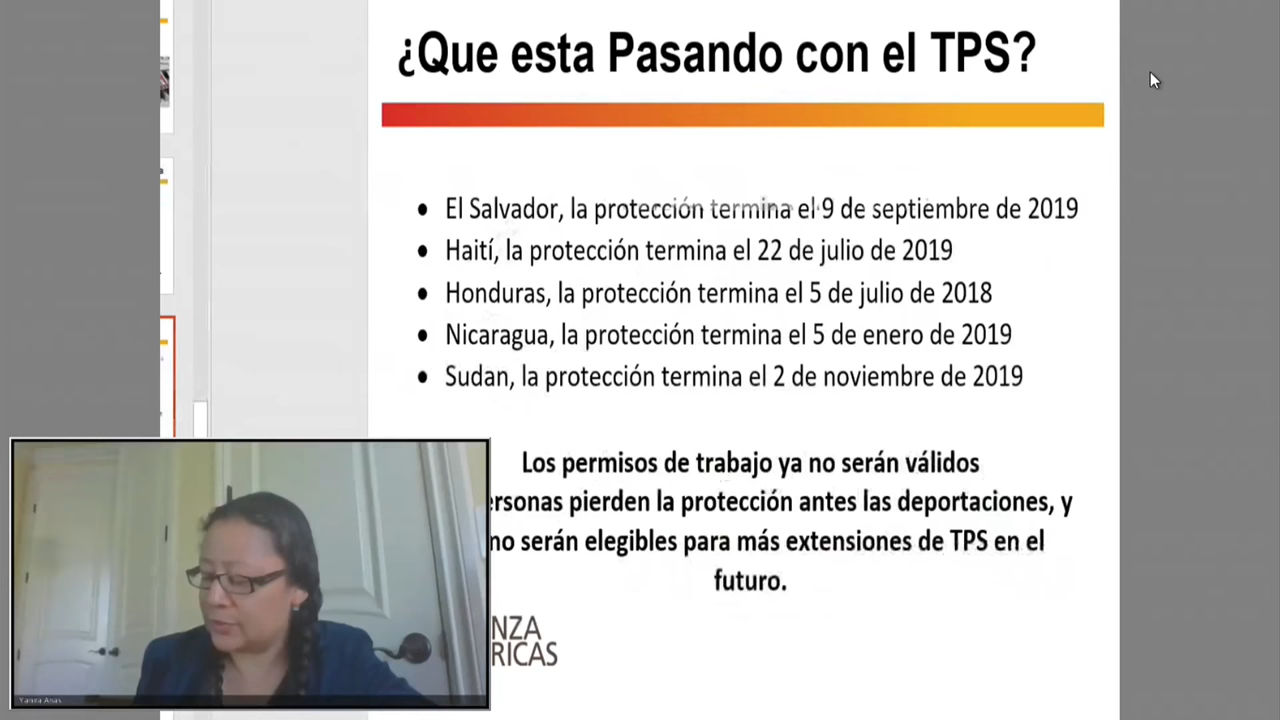 ¿Que esta Pasando con el TPS?
• El Salvador, la protección termina el 9 de septiembre de 2019
• Haití, la protección termina el 22 de julio de 2019
• Honduras, la protección termina el 5 de julio de 2018
• Nicaragua, la protección termina el 5 de enero de 2019
• Sudan, la protección termina el 2 de noviembre de 2019
Los permisos de trabajo ya no serán válidos
ersonas pierden la protección antes las deportaciones, y
no serán elegibles para más extensiones de TPS en el
futuro.
NZA
RICAS